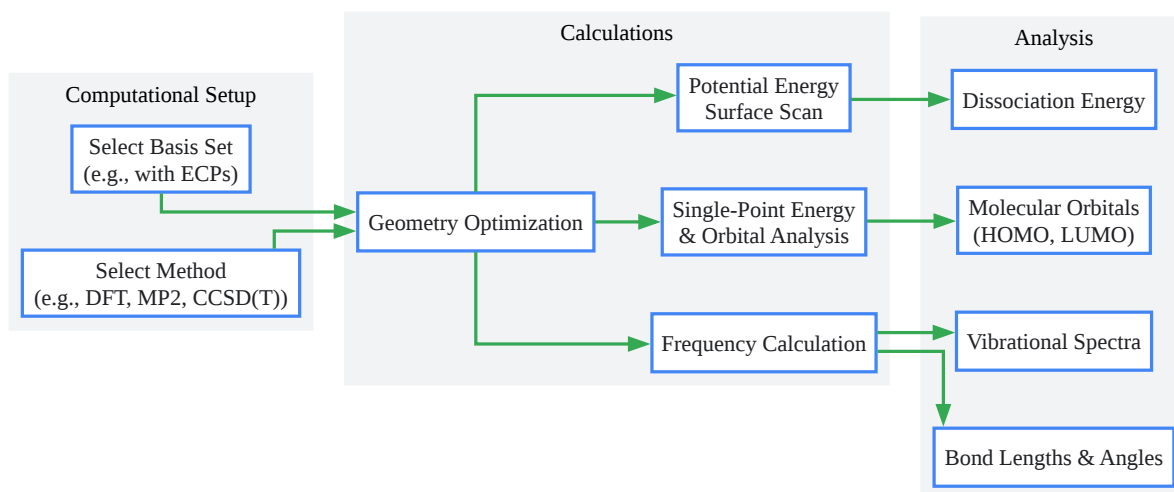 Computational Setup
Select Basis Set
(e.g., with ECPs)
Select Method
(e.g., DFT, MP2, CCSD(T))
Calculations
Geometry Optimization
Potential Energy
Surface Scan
Single-Point Energy
& Orbital Analysis
Frequency Calculation
Analysis
Dissociation Energy
Molecular Orbitals
(HOMO, LUMO)
Vibrational Spectra
Bond Lengths & Angles